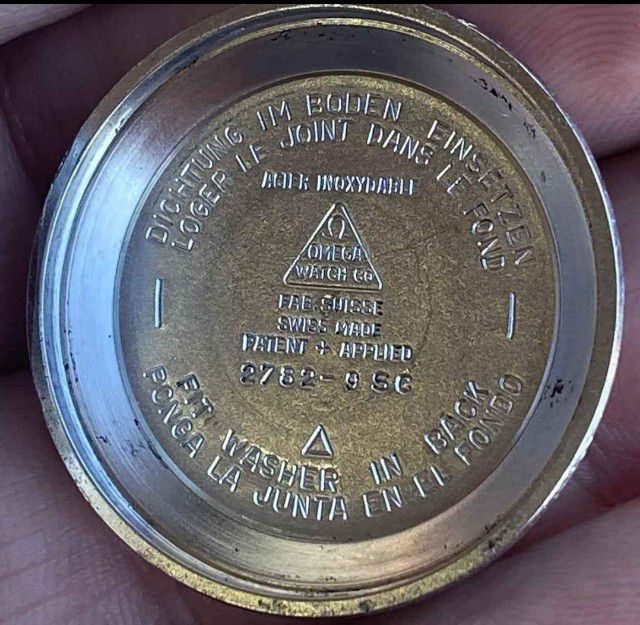 DICHTUNG IM BODEN EINSETZEN
LOGER LE JOINT DANS LE FOND
ACIER INOXYDABLE
Ω
OMEGA
WATCH CO
FAB. SUISSE
SWISS MADE
PATENT + APPLIED
2782-9 SC
FIT WASHER IN BACK
PONGA LA JUNTA EN EL FONDO